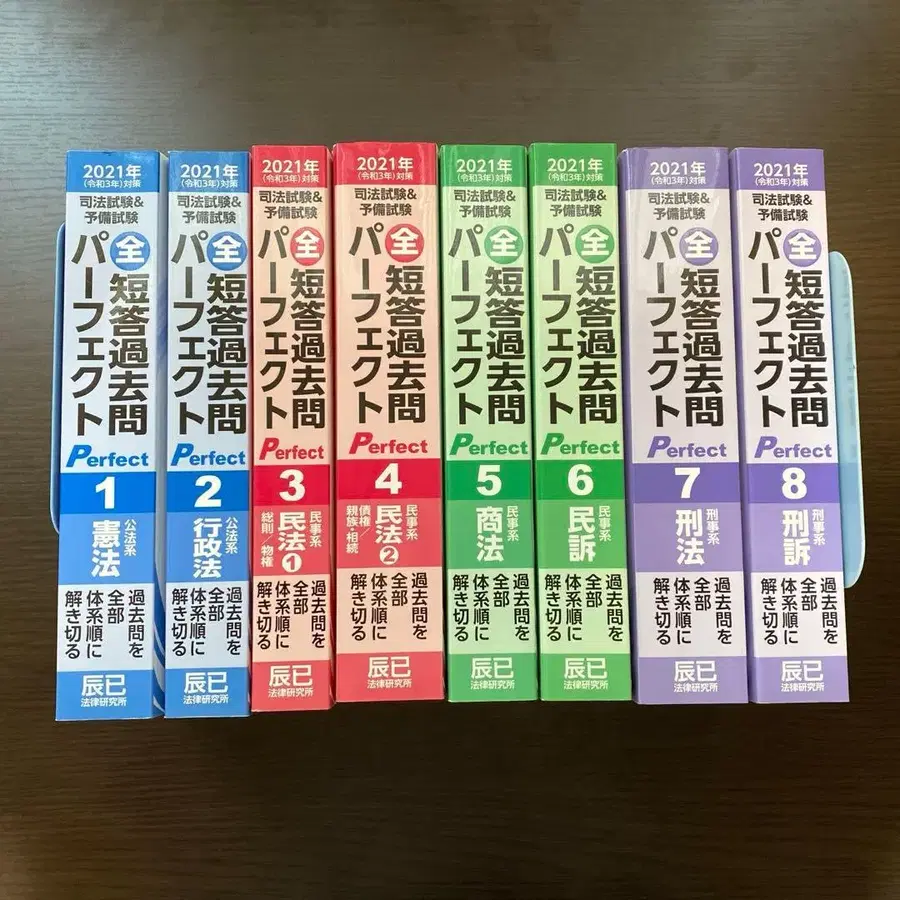 2021年
(令和3年)対策
司法試験&
予備試験
全短答過去問
パーフェクト
Perfect
1
公法系
憲法
過去問を
全部
体系順に
解き切る
辰已
法律研究所
2021年
(令和3年)対策
司法試験&
予備試験
全短答過去問
パーフェクト
Perfect
2
公法系
行政法
過去問を
全部
体系順に
解き切る
辰已
法律研究所
2021年
(令和3年)対策
司法試験&
予備試験
全短答過去問
パーフェクト
Perfect
3
民事系
民法①
総則/物権
過去問を
全部
体系順に
解き切る
辰已
法律研究所
2021年
(令和3年)対策
司法試験&
予備試験
全短答過去問
パーフェクト
Perfect
4
民事系
民法②
債権/
親族・相続
過去問を
全部
体系順に
解き切る
辰已
法律研究所
2021年
(令和3年)対策
司法試験&
予備試験
全短答過去問
パーフェクト
Perfect
5
民事系
商法
過去問を
全部
体系順に
解き切る
辰已
法律研究所
2021年
(令和3年)対策
司法試験&
予備試験
全短答過去問
パーフェクト
Perfect
6
民事系
民訴
過去問を
全部
体系順に
解き切る
辰已
法律研究所
2021年
(令和3年)対策
司法試験&
予備試験
全短答過去問
パーフェクト
Perfect
7
刑事系
刑法
過去問を
全部
体系順に
解き切る
辰已
法律研究所
2021年
(令和3年)対策
司法試験&
予備試験
全短答過去問
パーフェクト
Perfect
8
刑事系
刑訴
過去問を
全部
体系順に
解き切る
辰已
法律研究所